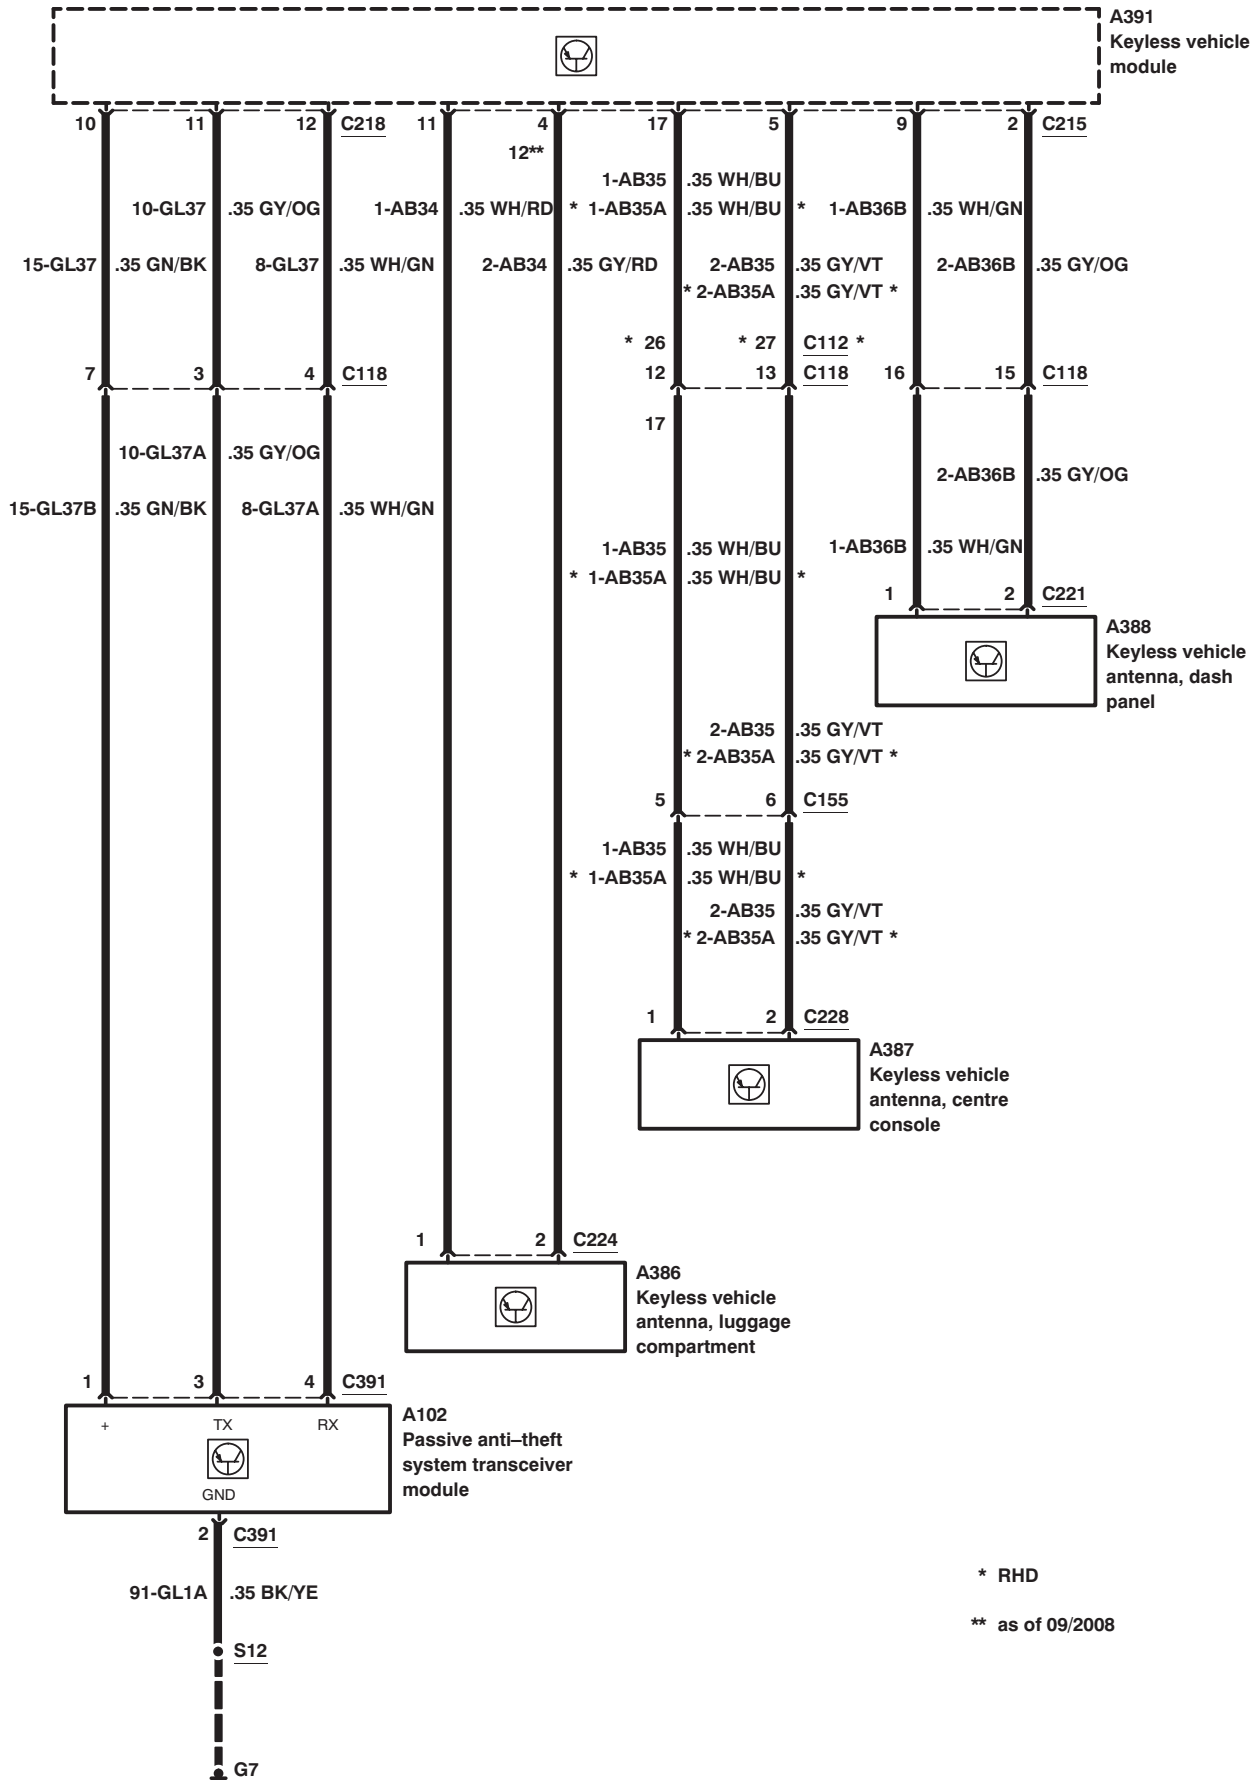 A391
Keyless vehicle
module
10 11 12 C218 11 4 17 5 9 2 C215
12**
1-AB35 .35 WH/BU
10-GL37 .35 GY/OG 1-AB34 .35 WH/RD * 1-AB35A .35 WH/BU * 1-AB36B .35 WH/GN
15-GL37 .35 GN/BK 8-GL37 .35 WH/GN 2-AB34 .35 GY/RD 2-AB35 .35 GY/VT 2-AB36B .35 GY/OG
* 2-AB35A .35 GY/VT *
* 26 * 27 C112 *
7 3 4 C118 12 13 C118 16 15 C118
17
10-GL37A .35 GY/OG
2-AB36B .35 GY/OG
15-GL37B .35 GN/BK 8-GL37A .35 WH/GN
1-AB35 .35 WH/BU 1-AB36B .35 WH/GN
* 1-AB35A .35 WH/BU *
1 2 C221
A388
Keyless vehicle
antenna, dash
panel
2-AB35 .35 GY/VT
* 2-AB35A .35 GY/VT *
5 6 C155
1-AB35 .35 WH/BU
* 1-AB35A .35 WH/BU *
2-AB35 .35 GY/VT
* 2-AB35A .35 GY/VT *
1 2 C228
A387
Keyless vehicle
antenna, centre
console
1 2 C224
A386
Keyless vehicle
antenna, luggage
compartment
1 3 4 C391
+ TX RX
GND
A102
Passive anti–theft
system transceiver
module
2 C391
91-GL1A .35 BK/YE
S12
G7
* RHD
** as of 09/2008